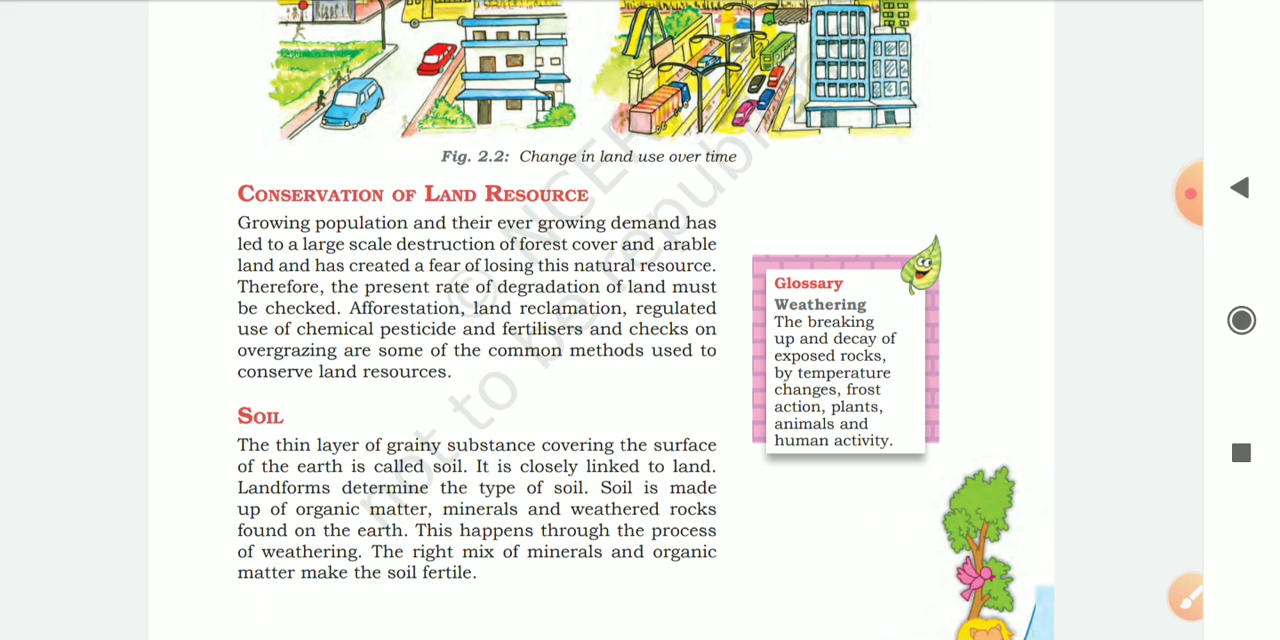 Fig. 2.2: Change in land use over time
CONSERVATION OF LAND RESOURCE
Growing population and their ever growing demand has
led to a large scale destruction of forest cover and arable
land and has created a fear of losing this natural resource.
Therefore, the present rate of degradation of land must
be checked. Afforestation, land reclamation, regulated
use of chemical pesticide and fertilisers and checks on
overgrazing are some of the common methods used to
conserve land resources.
SOIL
The thin layer of grainy substance covering the surface
of the earth is called soil. It is closely linked to land.
Landforms determine the type of soil. Soil is made
up of organic matter, minerals and weathered rocks
found on the earth. This happens through the process
of weathering. The right mix of minerals and organic
matter make the soil fertile.
Glossary
Weathering
The breaking
up and decay of
exposed rocks,
by temperature
changes, frost
action, plants,
animals and
human activity.
© NCER
not to be republi